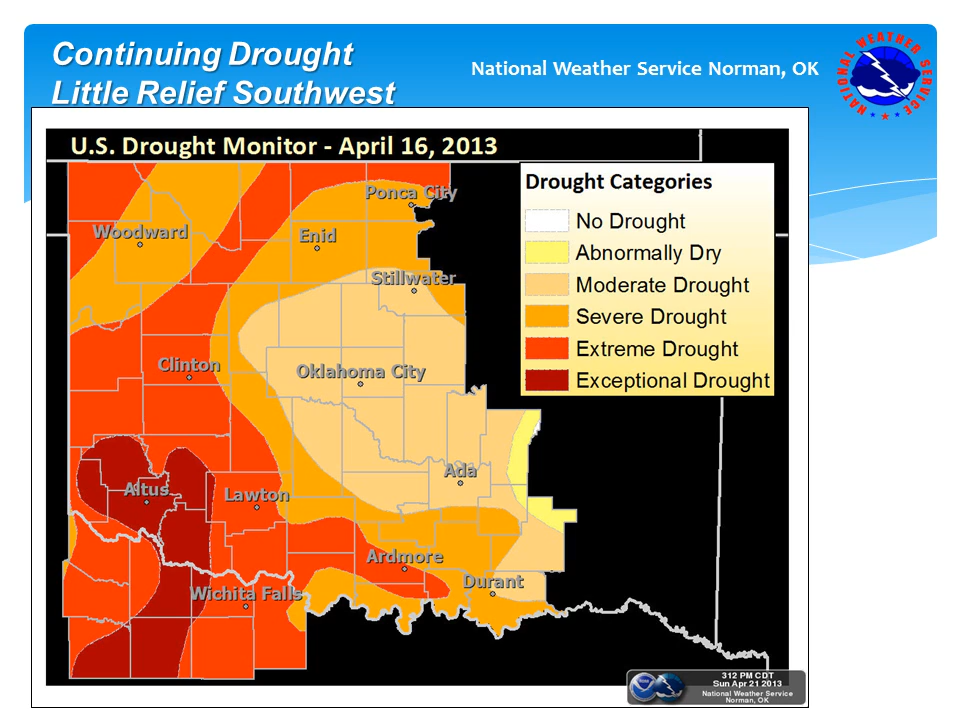 Continuing Drought
Little Relief Southwest
National Weather Service Norman, OK
NATIONAL WEATHER SERVICE
U.S. Drought Monitor - April 16, 2013
Drought Categories
No Drought
Abnormally Dry
Moderate Drought
Severe Drought
Extreme Drought
Exceptional Drought
Ponca City
Woodward
Enid
Stillwater
Clinton
Oklahoma City
Ada
Altus
Lawton
Ardmore
Durant
Wichita Falls
312 PM CDT
Sun Apr 21 2013
National Weather Service
Norman, OK